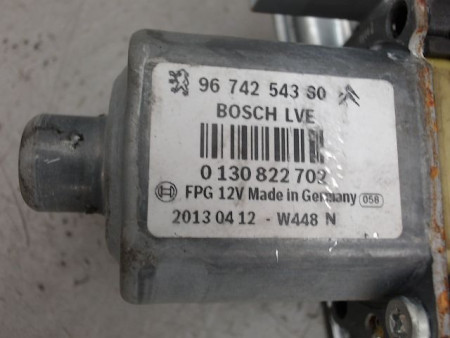 96 742 543 80
BOSCH LVE
0 130 822 702
FPG 12V Made in Germany 058
2013 04 12 - W448 N